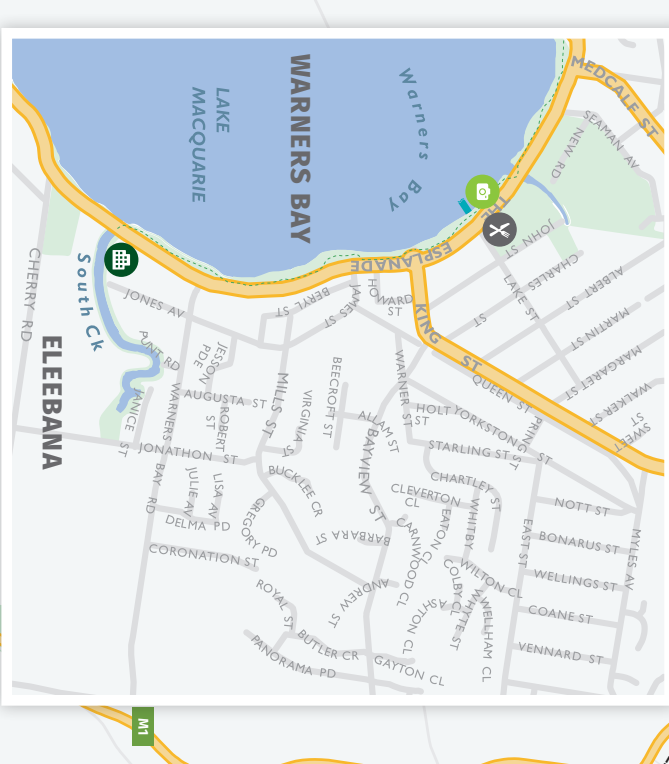 MEDCALF ST
SEAMAN AV
NEW RD
WARNERS BAY
LAKE
MACQUARIE
Warners Bay
THE
ESPLANADE
JOHN ST
CHARLES
ST
LAKE ST
ALBERT ST
MARTIN ST
MARGARET ST
WALKER ST
SWEET ST
CHERRY RD
South Ck
ELEEBANA
JONES AV
PUNT RD
JANICE
ST
BERYL ST
JAMES ST
HOWARD
ST
KING ST
QUEEN ST
PRING ST
JESSON
PDE
MILLS ST
AUGUSTA ST
ROBERT
ST
WARNERS
BAY
RD
VIRGINIA
ST
BEECROFT ST
WARNER ST
HOLT
ST
YORKSTON
ST
ALLAM ST
BAYVIEW ST
STARLING ST
JONATHON ST
JULIE AV
LISA AV
BUCKLEE CR
CHARTLEY ST
CLEVERTON
CL
WHITBY
EATON CL
NOTT ST
EAST ST
MYLES AV
BONARUS ST
DELMA PD
GREGORY PD
BARBARA ST
CARNWOOD CL
CORONATION ST
WILTON CL
COLBY CL
WELLINGS ST
ROYAL ST
ANDREW
ST
ASHTON CL
WHYTE ST
WELLHAM CL
COANE ST
BUTLER CR
PANORAMA PD
GAYTON CL
VENNARD ST
M1